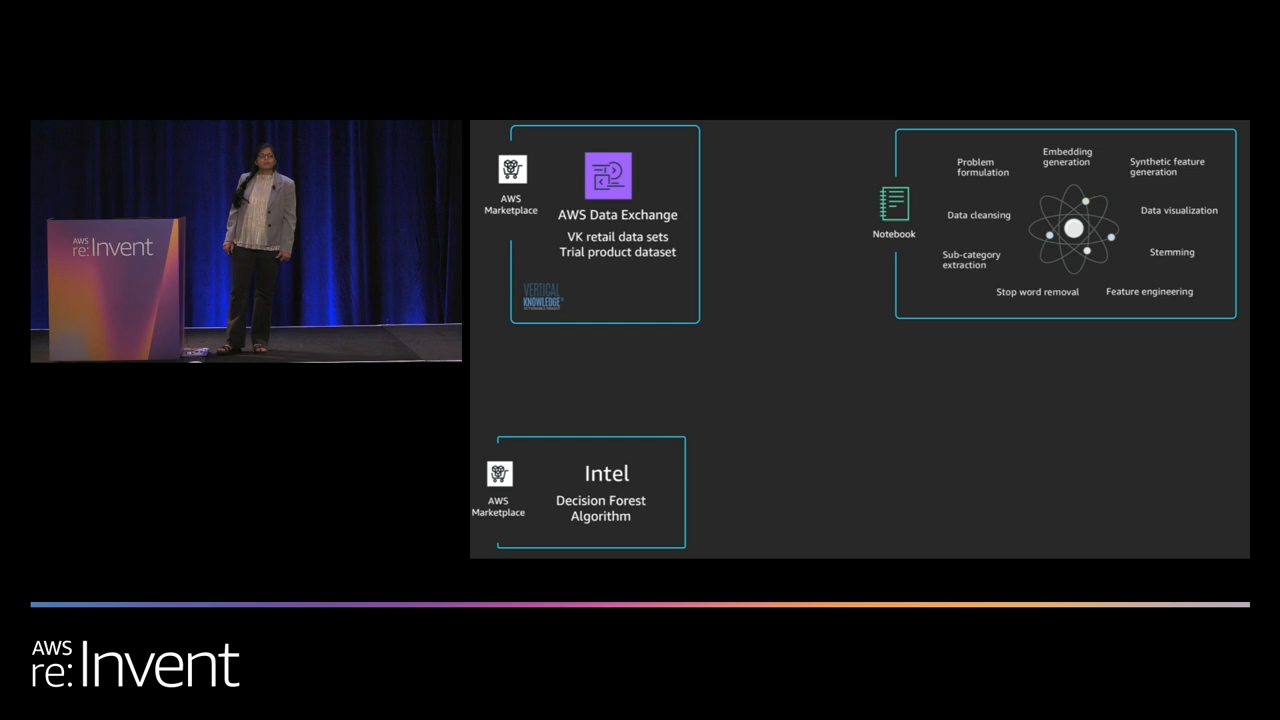 AWS
re:Invent
AWS
Marketplace
AWS Data Exchange
VK retail data sets
Trial product dataset
VERTICAL
KNOWLEDGE
Notebook
Problem
formulation
Embedding
generation
Synthetic feature
generation
Data cleansing
Data visualization
Sub-category
extraction
Stemming
Stop word removal
Feature engineering
AWS
Marketplace
Intel
Decision Forest
Algorithm
AWS
re:Invent